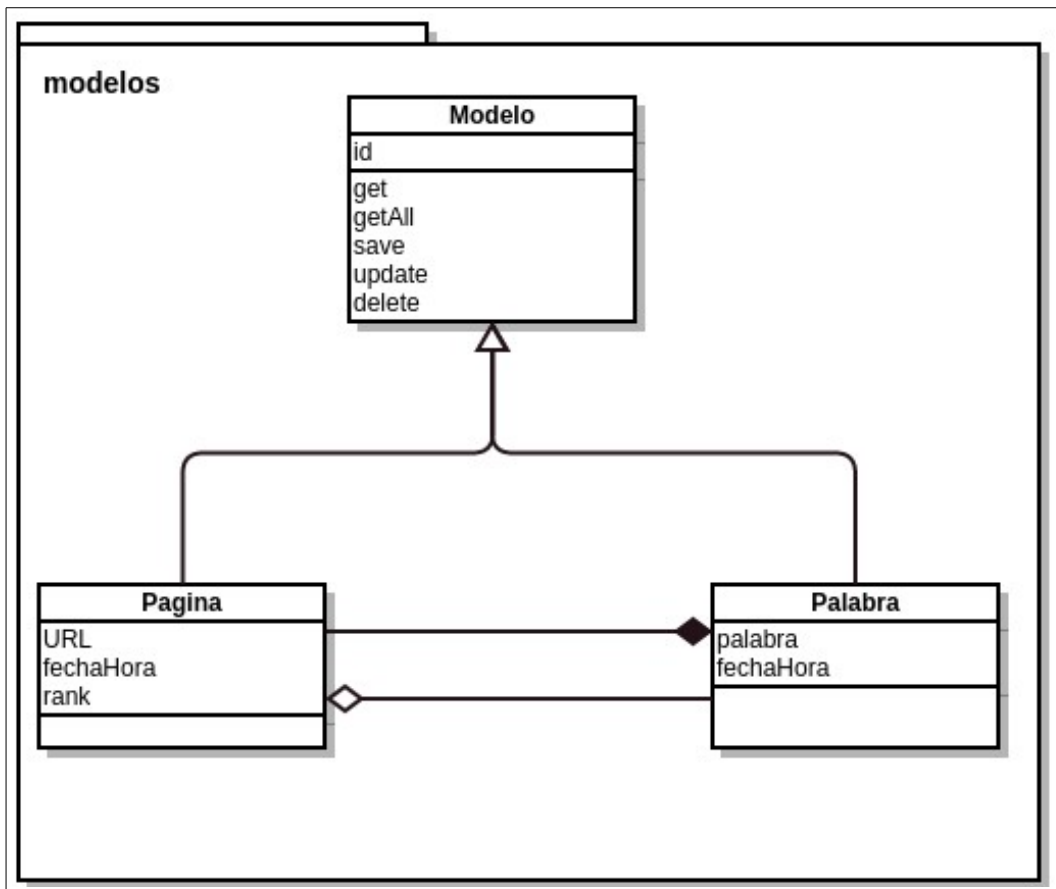 modelos
Modelo
id
get
getAll
save
update
delete
Pagina
URL
fechaHora
rank
Palabra
palabra
fechaHora